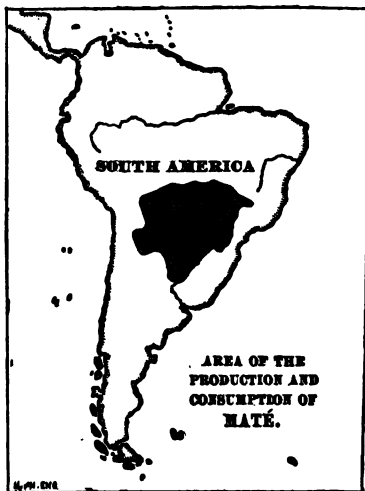 SOUTH AMERICA
AREA OF THE
PRODUCTION AND
CONSUMPTION OF
MATÉ.